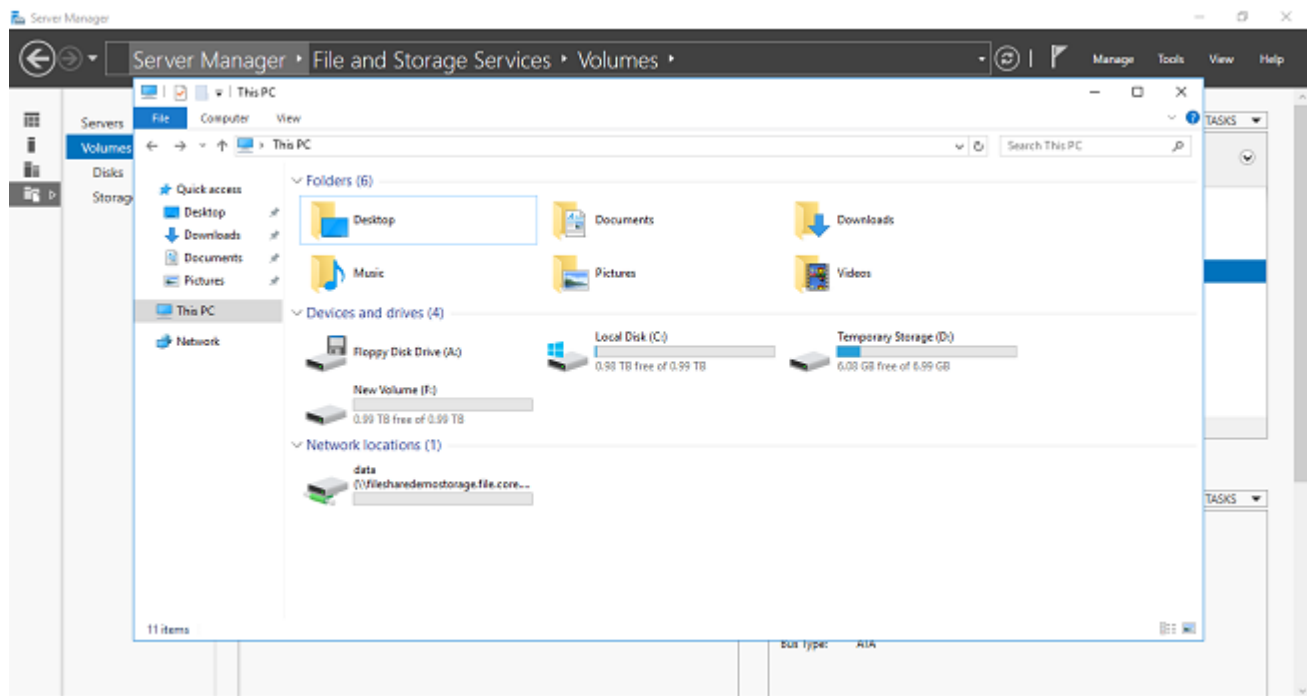 Server Manager
Server Manager ‣ File and Storage Services ‣ Volumes ‣
Manage Tools View Help
This PC
File Computer View
TASKS
This PC
Search This PC
Servers
Volumes
Disks
Storag
Quick access
Desktop
Downloads
Documents
Pictures
This PC
Network
Folders (6)
Desktop Documents Downloads
Music Pictures Videos
Devices and drives (4)
Floppy Disk Drive (A:)
Local Disk (C:)
0.98 TB free of 0.99 TB
Temporary Storage (D:)
6.08 GB free of 6.99 GB
New Volume (F:)
0.99 TB free of 0.99 TB
Network locations (1)
data
(\\filesharedemostorage.file.core....
TASKS
11 items
Bus Type: ATA